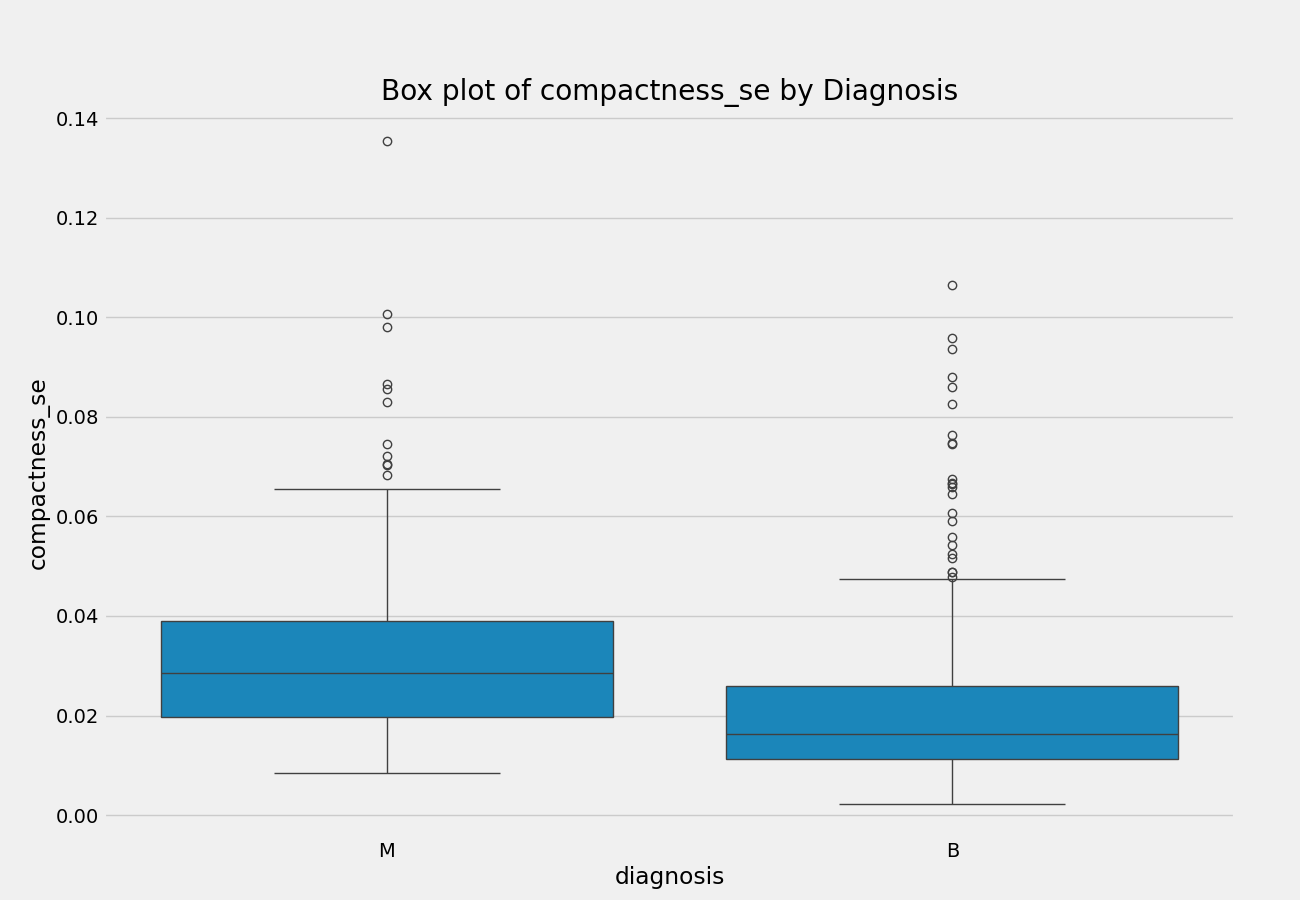 Box plot of compactness_se by Diagnosis
0.14
0.12
0.10
0.08
0.06
0.04
0.02
0.00
compactness_se
M
B
diagnosis